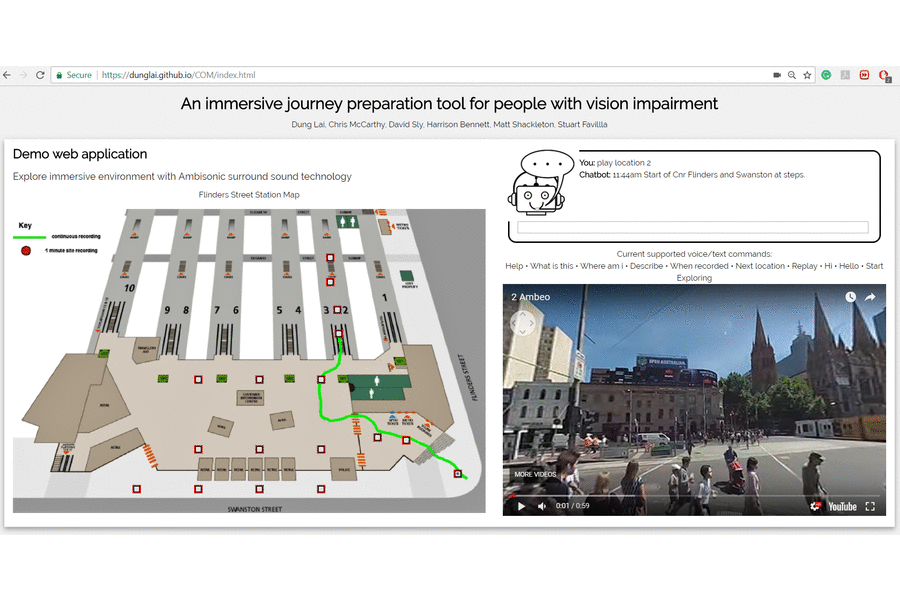 Secure
https://dunglai.github.io/COM/index.html
An immersive journey preparation tool for people with vision impairment
Dung Lai, Chris McCarthy, David Sly, Harrison Bennett, Matt Shackleton, Stuart Favillla
Demo web application
Explore immersive environment with Ambisonic surround sound technology
Flinders Street Station Map
Key
continuous recording
1 minute site recording
10
9 8
7 6
5 4
3 2
1
FLINDERS STREET
SWANSTON STREET
You: play location 2
Chatbot: 11:44am Start of Cnr Flinders and Swanston at steps.
Current supported voice/text commands:
Help • What is this • Where am i • Describe • When recorded • Next location • Replay • Hi • Hello • Start
Exploring
2 Ambeo
MORE VIDEOS
0:01 / 0:59
YouTube